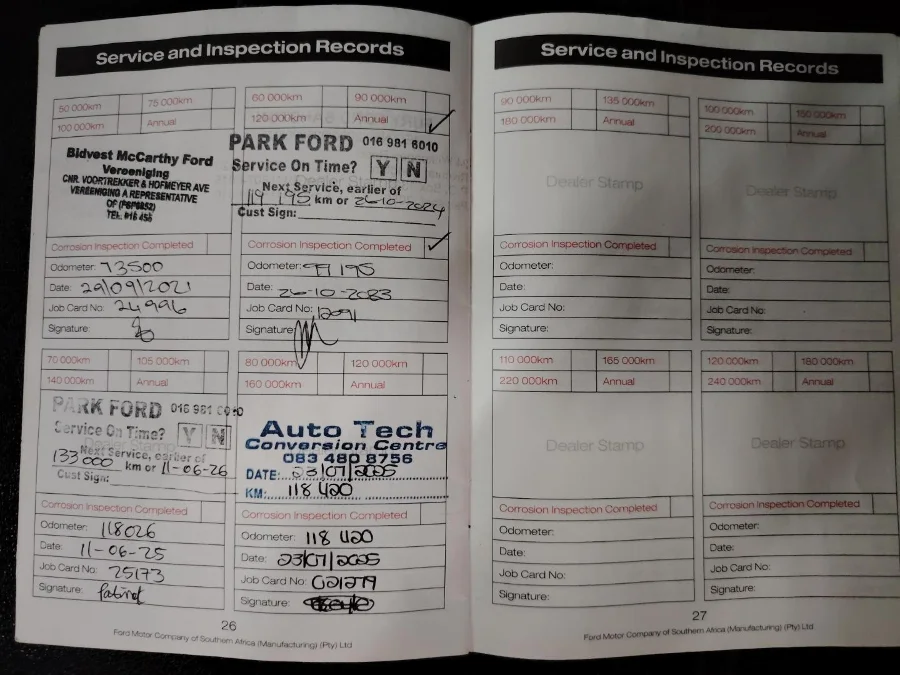 Service and Inspection Records
50 000km 75 000km
100 000km Annual
Bidvest McCarthy Ford
Vereeniging
CNR. VOORTREKKER & HOFMEYER AVE
VEREENIGING A REPRESENTATIVE
OF (P6P6852)
TEL: 016 455
Corrosion Inspection Completed
Odometer: 73500
Date: 29/09/2021
Job Card No: 24996
Signature:
60 000km 90 000km
120 000km Annual ✓
PARK FORD 016 981 6010
Service On Time? Y N
Next Service, earlier of
km or 26-10-2024
Cust Sign:
Corrosion Inspection Completed ✓
Odometer:
Date:
Job Card No: 12091
Signature:
70 000km 105 000km
140 000km Annual
PARK FORD 016 981 6010
Service On Time? Y N
Next Service, earlier of
133 000 km or 11-06-26
Cust Sign:
Corrosion Inspection Completed
Odometer: 118026
Date: 11-06-25
Job Card No: 25173
Signature:
80 000km 120 000km
160 000km Annual
Auto Tech
Conversion Centre
083 480 8756
DATE: 23/07/2025
KM: 118 420
Corrosion Inspection Completed
Odometer: 118 420
Date: 23/07/2025
Job Card No:
Signature:
26
Ford Motor Company of Southern Africa (Manufacturing) (Pty) Ltd
Service and Inspection Records
90 000km 135 000km
180 000km Annual
Dealer Stamp
Corrosion Inspection Completed
Odometer:
Date:
Job Card No:
Signature:
100 000km 150 000km
200 000km Annual
Dealer Stamp
Corrosion Inspection Completed
Odometer:
Date:
Job Card No:
Signature:
110 000km 165 000km
220 000km Annual
Dealer Stamp
Corrosion Inspection Completed
Odometer:
Date:
Job Card No:
Signature:
120 000km 180 000km
240 000km Annual
Dealer Stamp
Corrosion Inspection Completed
Odometer:
Date:
Job Card No:
Signature:
27
Ford Motor Company of Southern Africa (Manufacturing) (Pty) Ltd